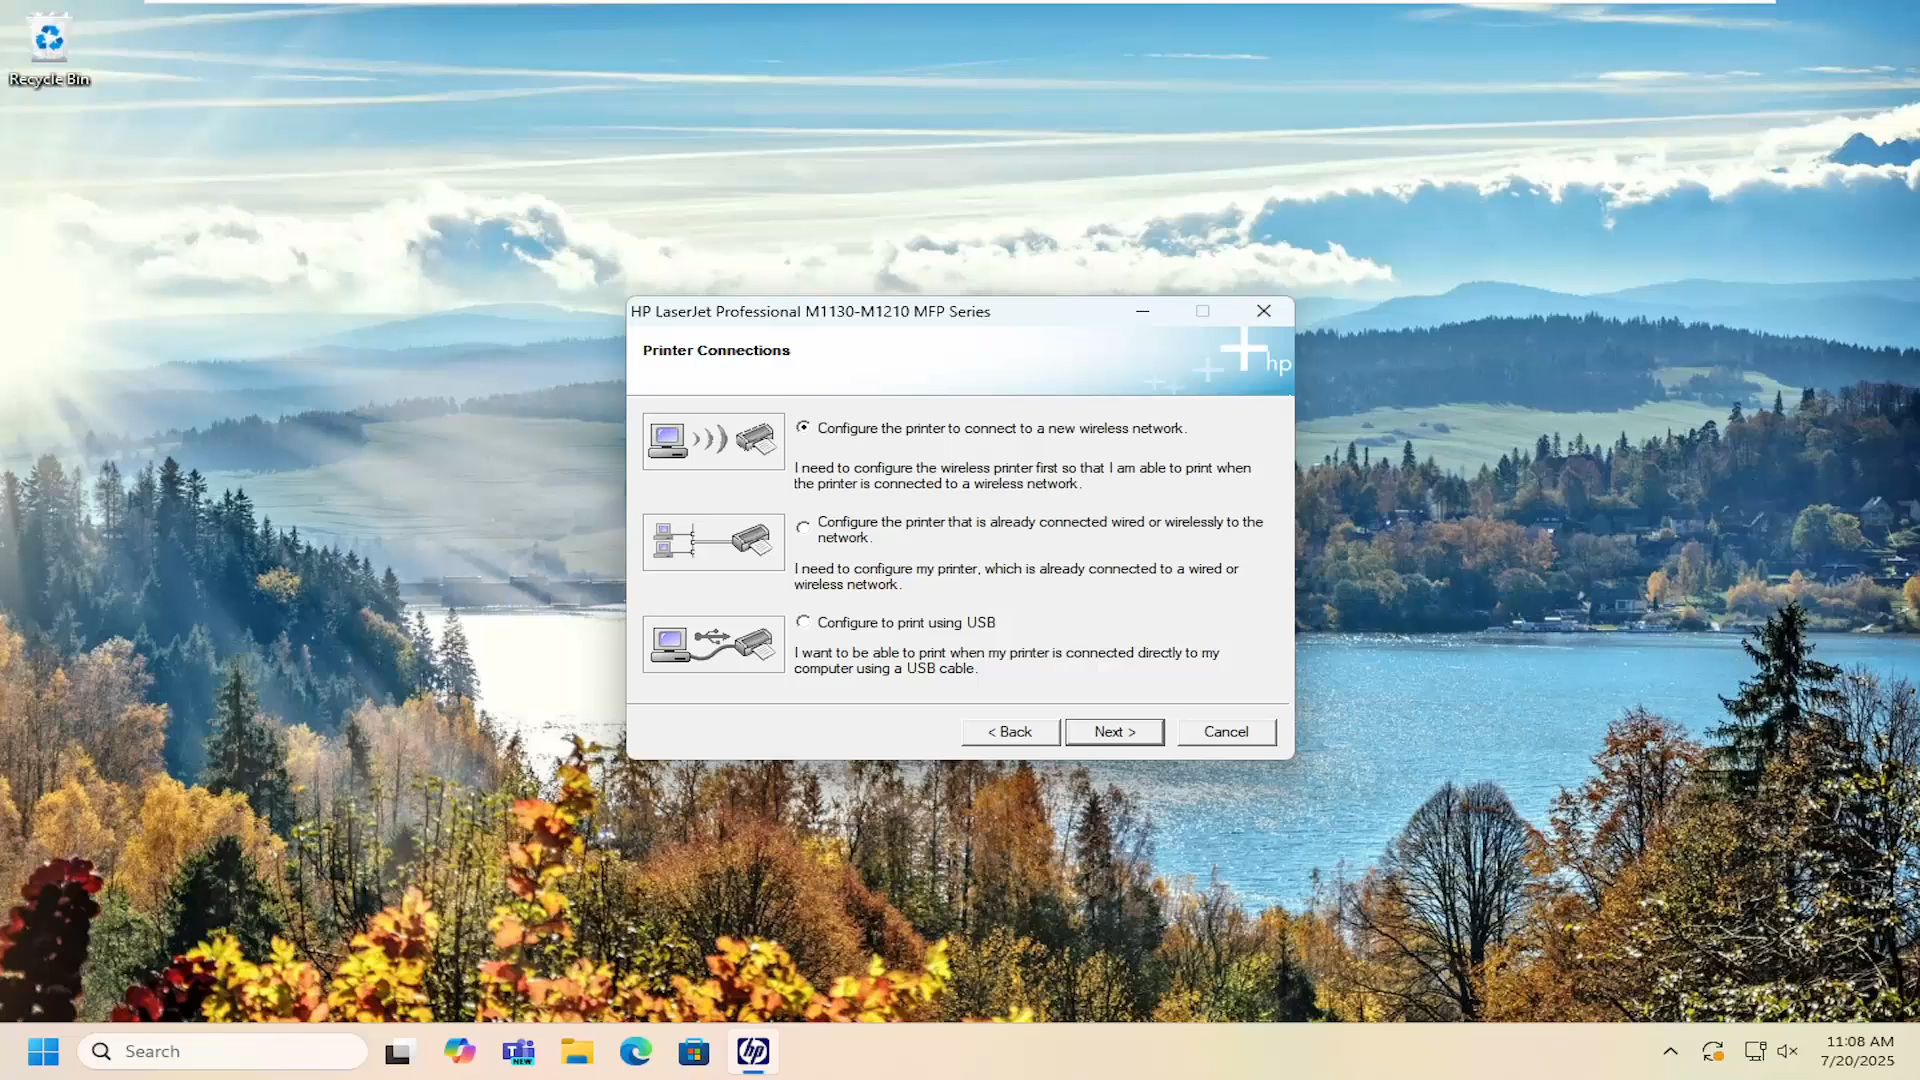 Recycle Bin
HP LaserJet Professional M1130-M1210 MFP Series
Printer Connections
hp
Configure the printer to connect to a new wireless network.
I need to configure the wireless printer first so that I am able to print when
the printer is connected to a wireless network.
Configure the printer that is already connected wired or wirelessly to the
network.
I need to configure my printer, which is already connected to a wired or
wireless network.
Configure to print using USB
I want to be able to print when my printer is connected directly to my
computer using a USB cable.
< Back
Next >
Cancel
Search
NEW
hp
11:08 AM
7/20/2025